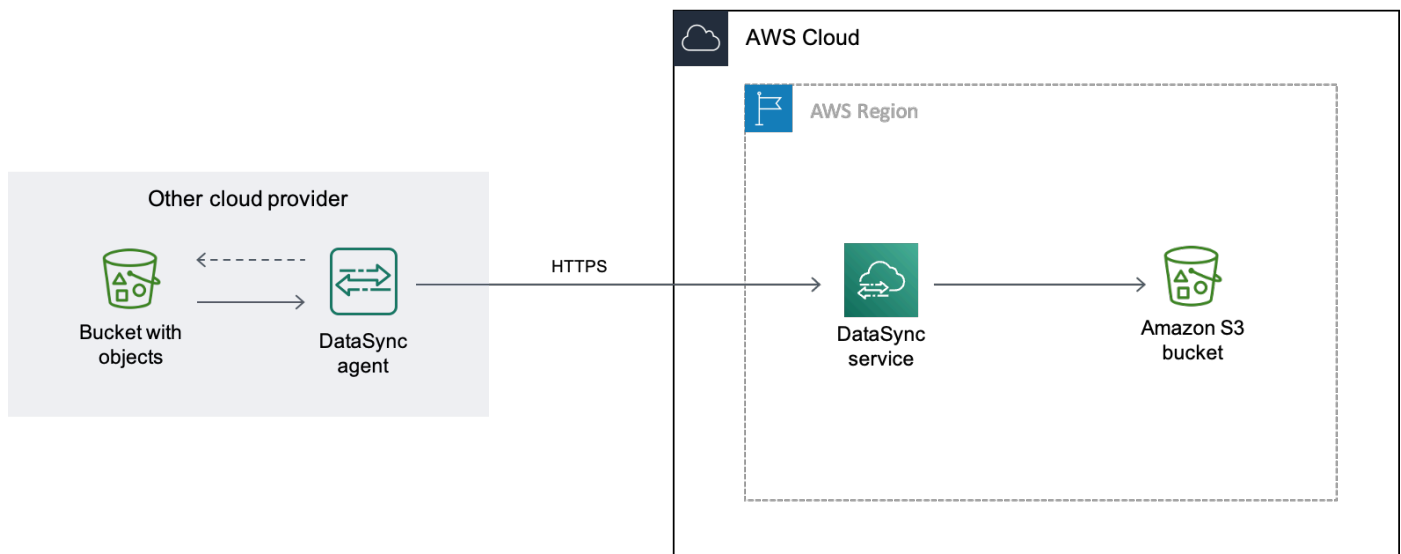 AWS Cloud
AWS Region
Other cloud provider
HTTPS
Bucket with
objects
DataSync
agent
DataSync
service
Amazon S3
bucket